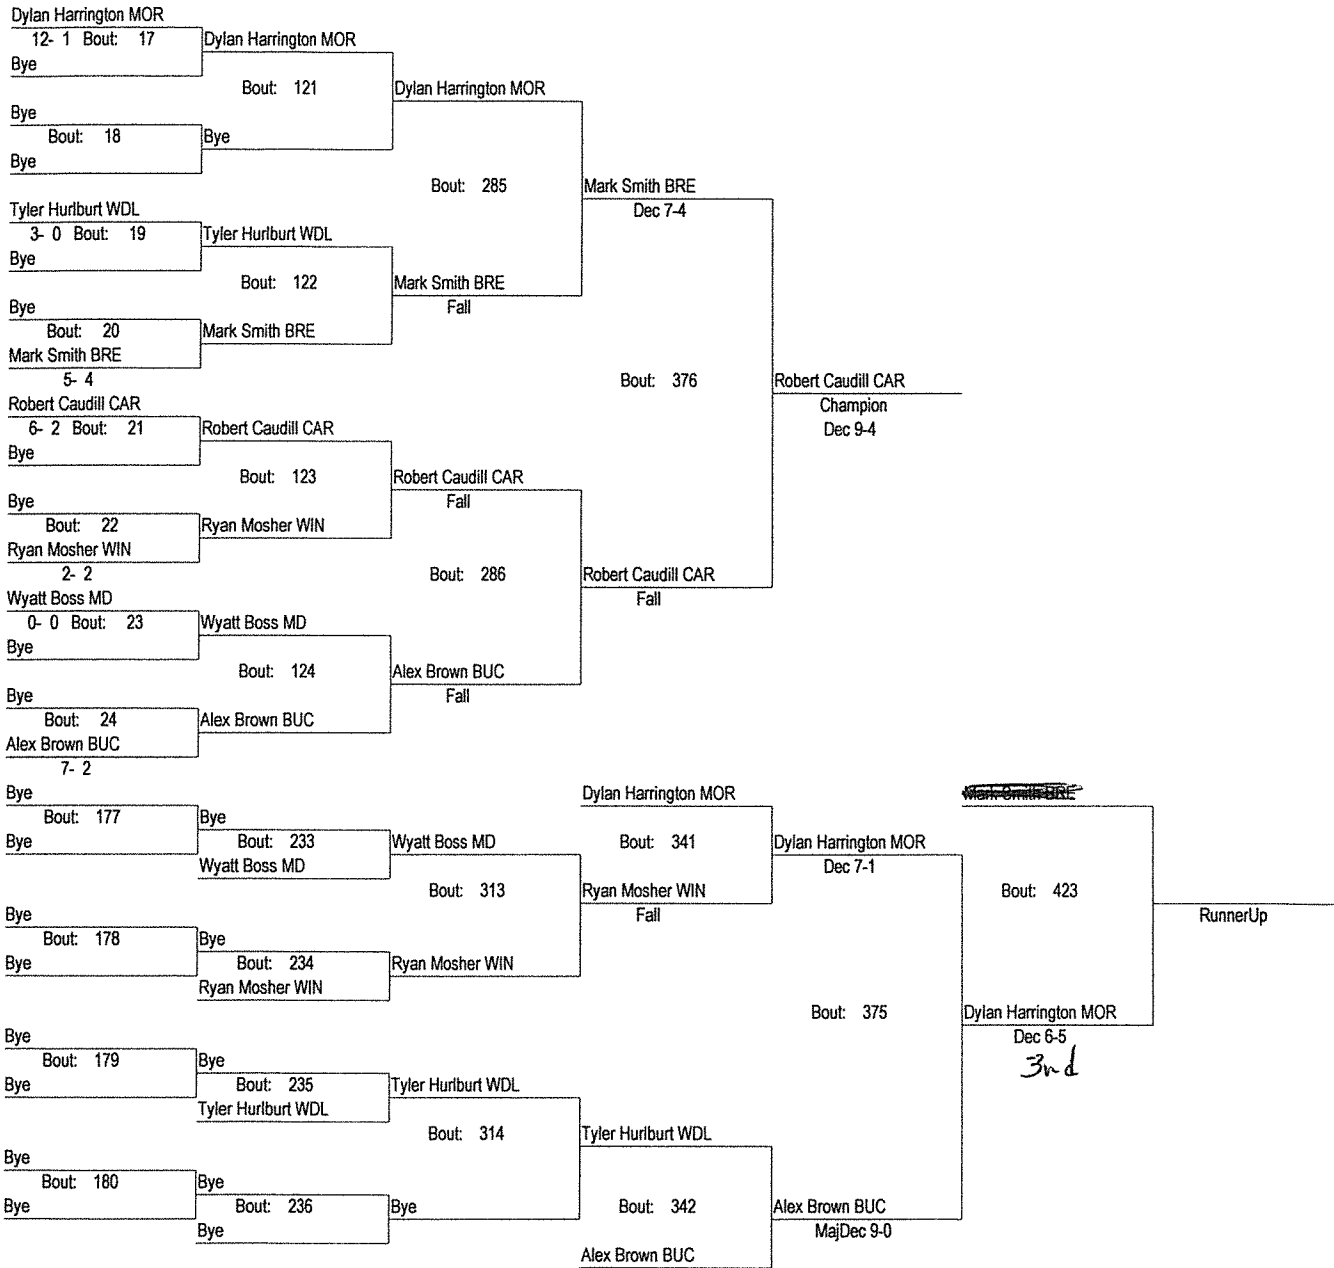 Dylan Harrington MOR
12- 1 Bout: 17
Dylan Harrington MOR
Bye
Bout: 121
Dylan Harrington MOR
Bye
Bout: 18
Bye
Bye
Bout: 285
Mark Smith BRE
Dec 7-4
Tyler Hurlburt WDL
3- 0 Bout: 19
Tyler Hurlburt WDL
Bye
Bout: 122
Mark Smith BRE
Fall
Bye
Bout: 20
Mark Smith BRE
Mark Smith BRE
5- 4
Bout: 376
Robert Caudill CAR
Champion
Dec 9-4
Robert Caudill CAR
6- 2 Bout: 21
Robert Caudill CAR
Bye
Bout: 123
Robert Caudill CAR
Fall
Bye
Bout: 22
Ryan Mosher WIN
Ryan Mosher WIN
2- 2
Bout: 286
Robert Caudill CAR
Fall
Wyatt Boss MD
0- 0 Bout: 23
Wyatt Boss MD
Bye
Bout: 124
Alex Brown BUC
Fall
Bye
Bout: 24
Alex Brown BUC
Alex Brown BUC
7- 2
Bye
Bout: 177
Bye
Bye
Bout: 233
Wyatt Boss MD
Wyatt Boss MD
Dylan Harrington MOR
Bout: 341
Dylan Harrington MOR
Dec 7-1
Mark Smith BRE
Bout: 313
Ryan Mosher WIN
Fall
Bout: 423
RunnerUp
Bye
Bout: 178
Bye
Bye
Bout: 234
Ryan Mosher WIN
Ryan Mosher WIN
Bout: 375
Dylan Harrington MOR
Dec 6-5
3rd
Bye
Bout: 179
Bye
Bye
Bout: 235
Tyler Hurlburt WDL
Tyler Hurlburt WDL
Bout: 314
Tyler Hurlburt WDL
Bye
Bout: 180
Bye
Bye
Bout: 236
Bye
Bye
Bout: 342
Alex Brown BUC
MajDec 9-0
Alex Brown BUC